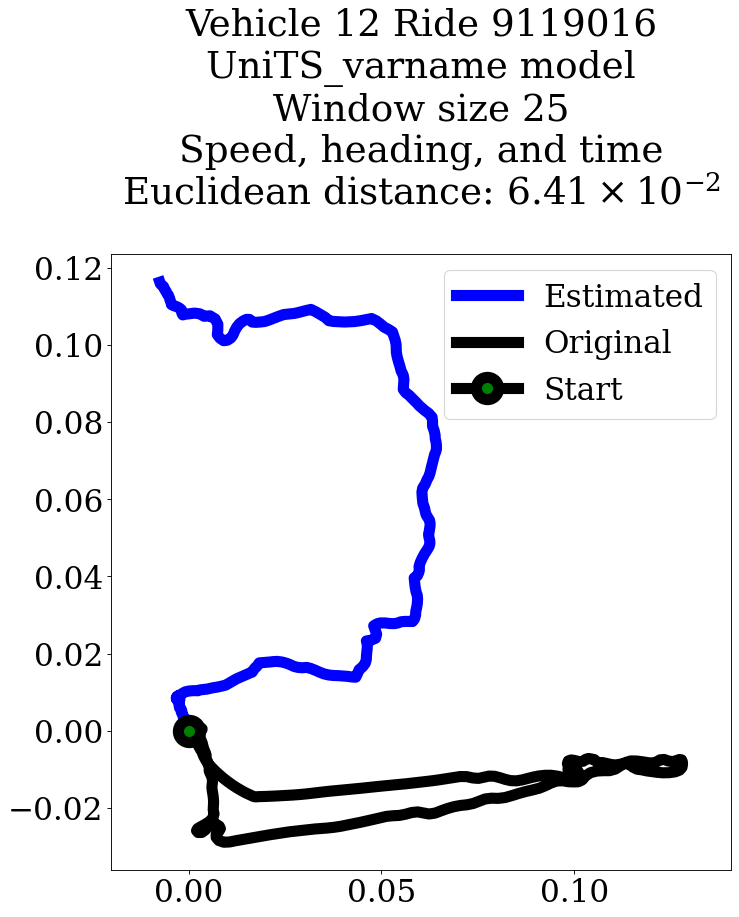 Vehicle 12 Ride 9119016
UniTS_varname model
Window size 25
Speed, heading, and time
Euclidean distance: 6.41 × 10⁻²
0.12
0.10
0.08
0.06
0.04
0.02
0.00
−0.02
Estimated
Original
Start
0.00 0.05 0.10